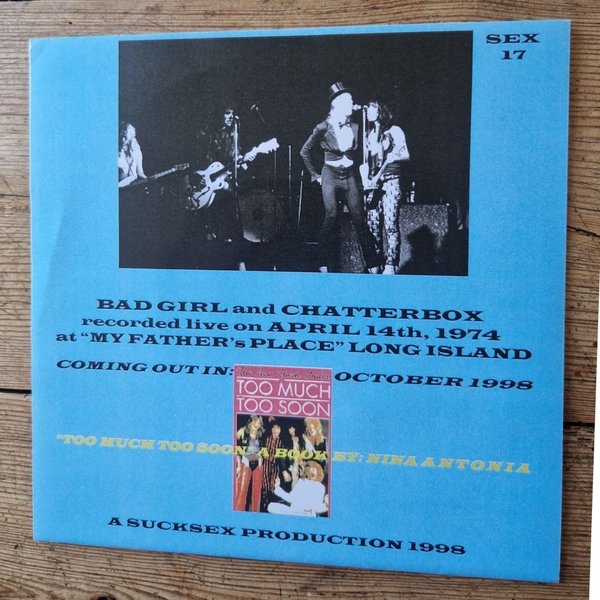 SEX
17
BAD GIRL and CHATTERBOX
recorded live on APRIL 14th, 1974
at "MY FATHER's PLACE" LONG ISLAND
COMING OUT IN: OCTOBER 1998
TOO MUCH
TOO SOON
"TOO MUCH TOO SOON" A BOOK BY: NINA ANTONIA
A SUCKSEX PRODUCTION 1998